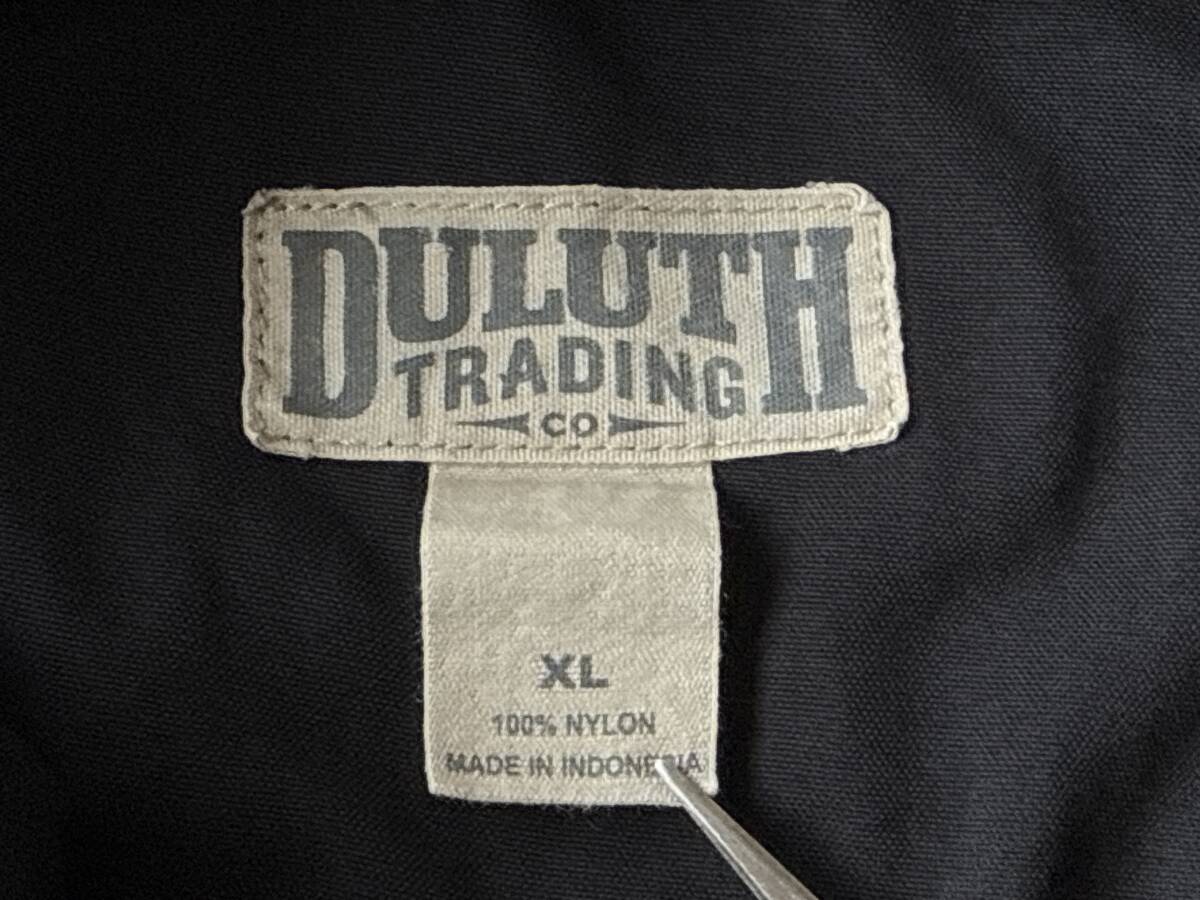 DULUTH
TRADING
CO
XL
100% NYLON
MADE IN INDONESIA